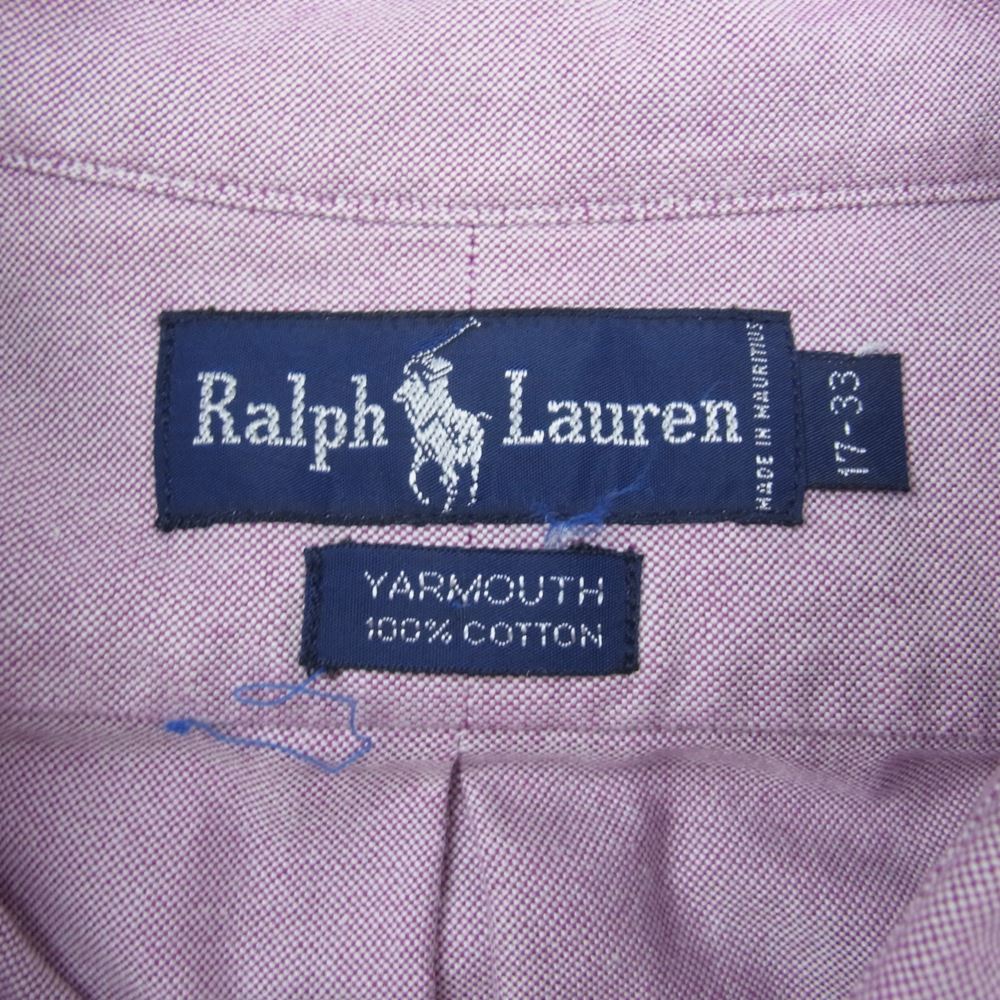 Ralph Lauren
MADE IN MAURITIUS
17-33
YARMOUTH
100% COTTON